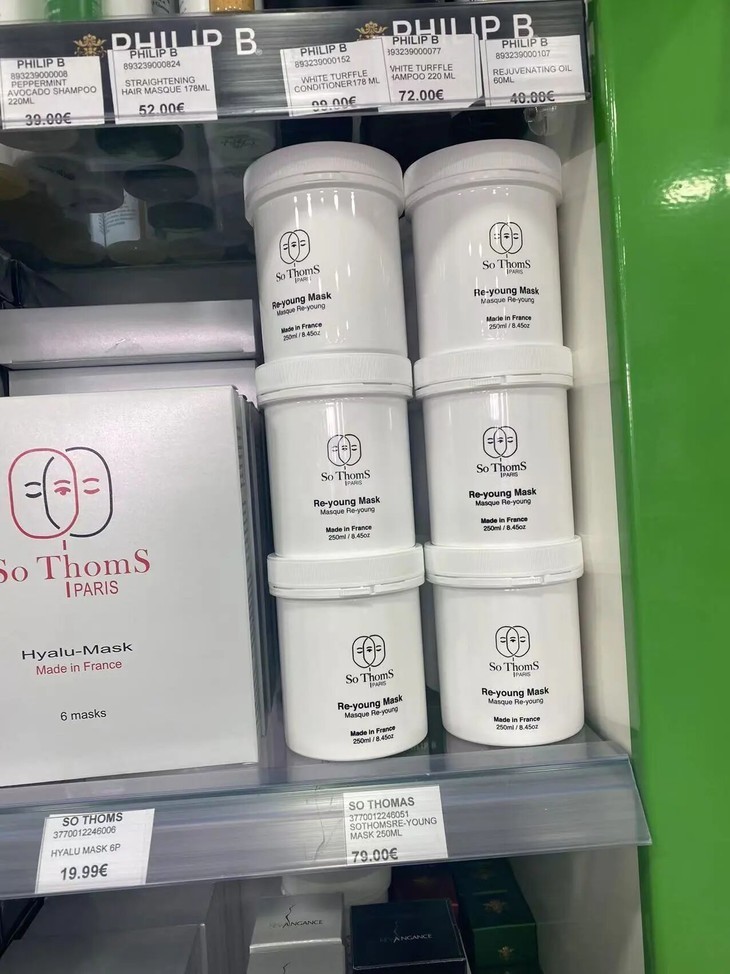 PHILIP B
PHILIP B
PHILIP B
893239000008
PEPPERMINT
AVOCADO SHAMPOO
220ML
39.00€
PHILIP B
893239000824
STRAIGHTENING
HAIR MASQUE 178ML
52.00€
PHILIP B
893239000152
WHITE TURFFLE
CONDITIONER178 ML
99.00€
PHILIP B
893239000077
WHITE TURFFLE
HAMPOO 220 ML
72.00€
PHILIP B
893239000107
REJUVENATING OIL
60ML
40.00€
So ThomS
PARIS
Re-young Mask
Masque Re-young
Made in France
250ml / 8.45oz
So ThomS
PARIS
Re-young Mask
Masque Re-young
Made in France
250ml / 8.45oz
So ThomS
PARIS
Re-young Mask
Masque Re-young
Made in France
250ml / 8.45oz
So ThomS
PARIS
Re-young Mask
Masque Re-young
Made in France
250ml / 8.45oz
So ThomS
PARIS
Re-young Mask
Masque Re-young
Made in France
250ml / 8.45oz
So ThomS
PARIS
Re-young Mask
Masque Re-young
Made in France
250ml / 8.45oz
So ThomS
PARIS
Hyalu-Mask
Made in France
6 masks
SO THOMS
3770012246006
HYALU MASK 6P
19.99€
SO THOMAS
3770012246051
SOTHOMSRE-YOUNG
MASK 250ML
79.00€